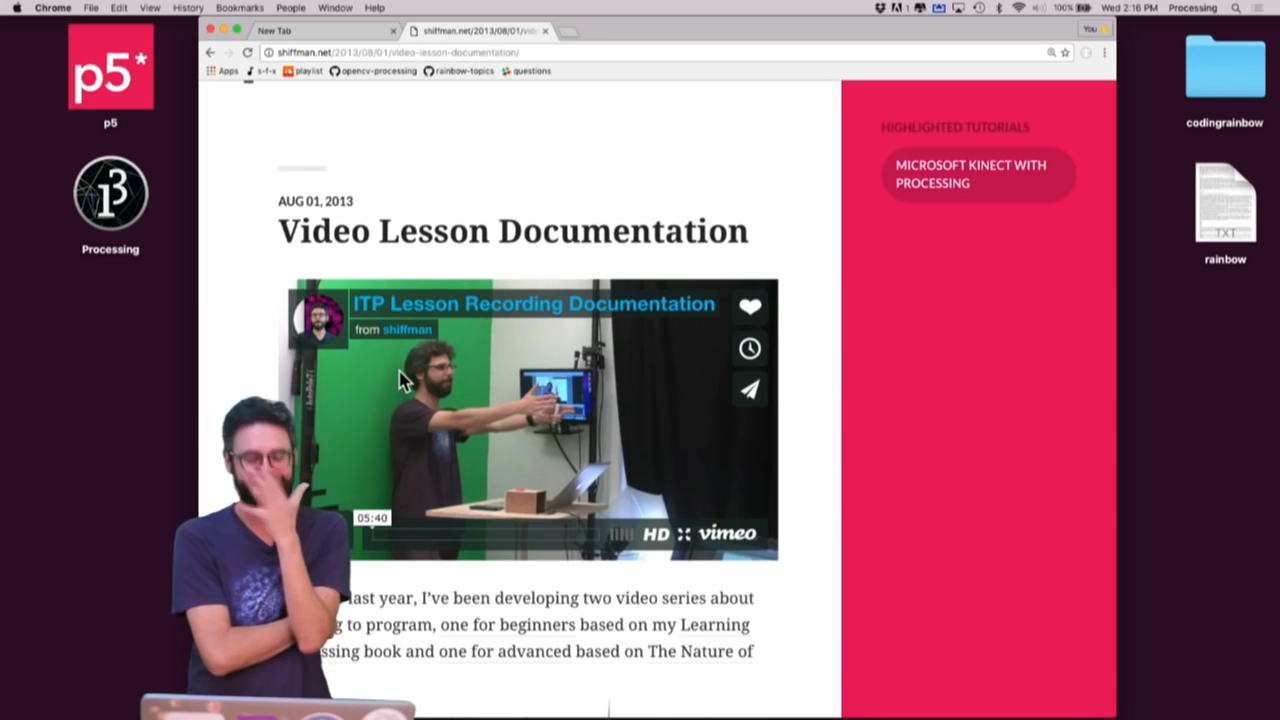 Chrome File Edit View History Bookmarks People Window Help
1 100% Wed 2:16 PM Processing
New Tab
shiffman.net/2013/08/01/vide
You
shiffman.net/2013/08/01/video-lesson-documentation/
Apps s-f-x playlist opencv-processing rainbow-topics questions
p5*
p5
Processing
codingrainbow
TXT
rainbow
HIGHLIGHTED TUTORIALS
MICROSOFT KINECT WITH
PROCESSING
AUG 01, 2013
Video Lesson Documentation
ITP Lesson Recording Documentation
from shiffman
05:40
HD vimeo
last year, I've been developing two video series about
to program, one for beginners based on my Learning
ssing book and one for advanced based on The Nature of